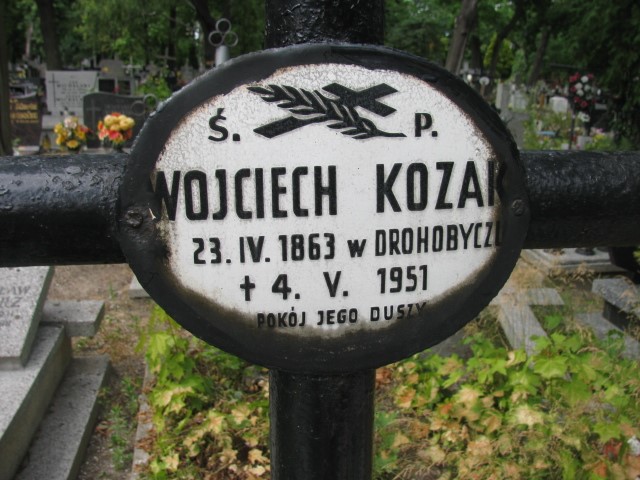 Ś. P.
WOJCIECH KOZAK
23. IV. 1863 w DROHOBYCZU
† 4. V. 1951
POKÓJ JEGO DUSZY